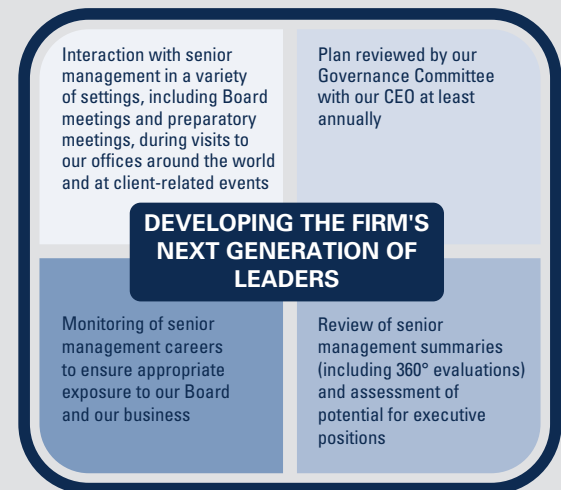 Interaction with senior
management in a variety
of settings, including Board
meetings and preparatory
meetings, during visits to
our offices around the world
and at client-related events
Plan reviewed by our
Governance Committee
with our CEO at least
annually
DEVELOPING THE FIRM'S
NEXT GENERATION OF
LEADERS
Monitoring of senior
management careers
to ensure appropriate
exposure to our Board
and our business
Review of senior
management summaries
(including 360° evaluations)
and assessment of
potential for executive
positions